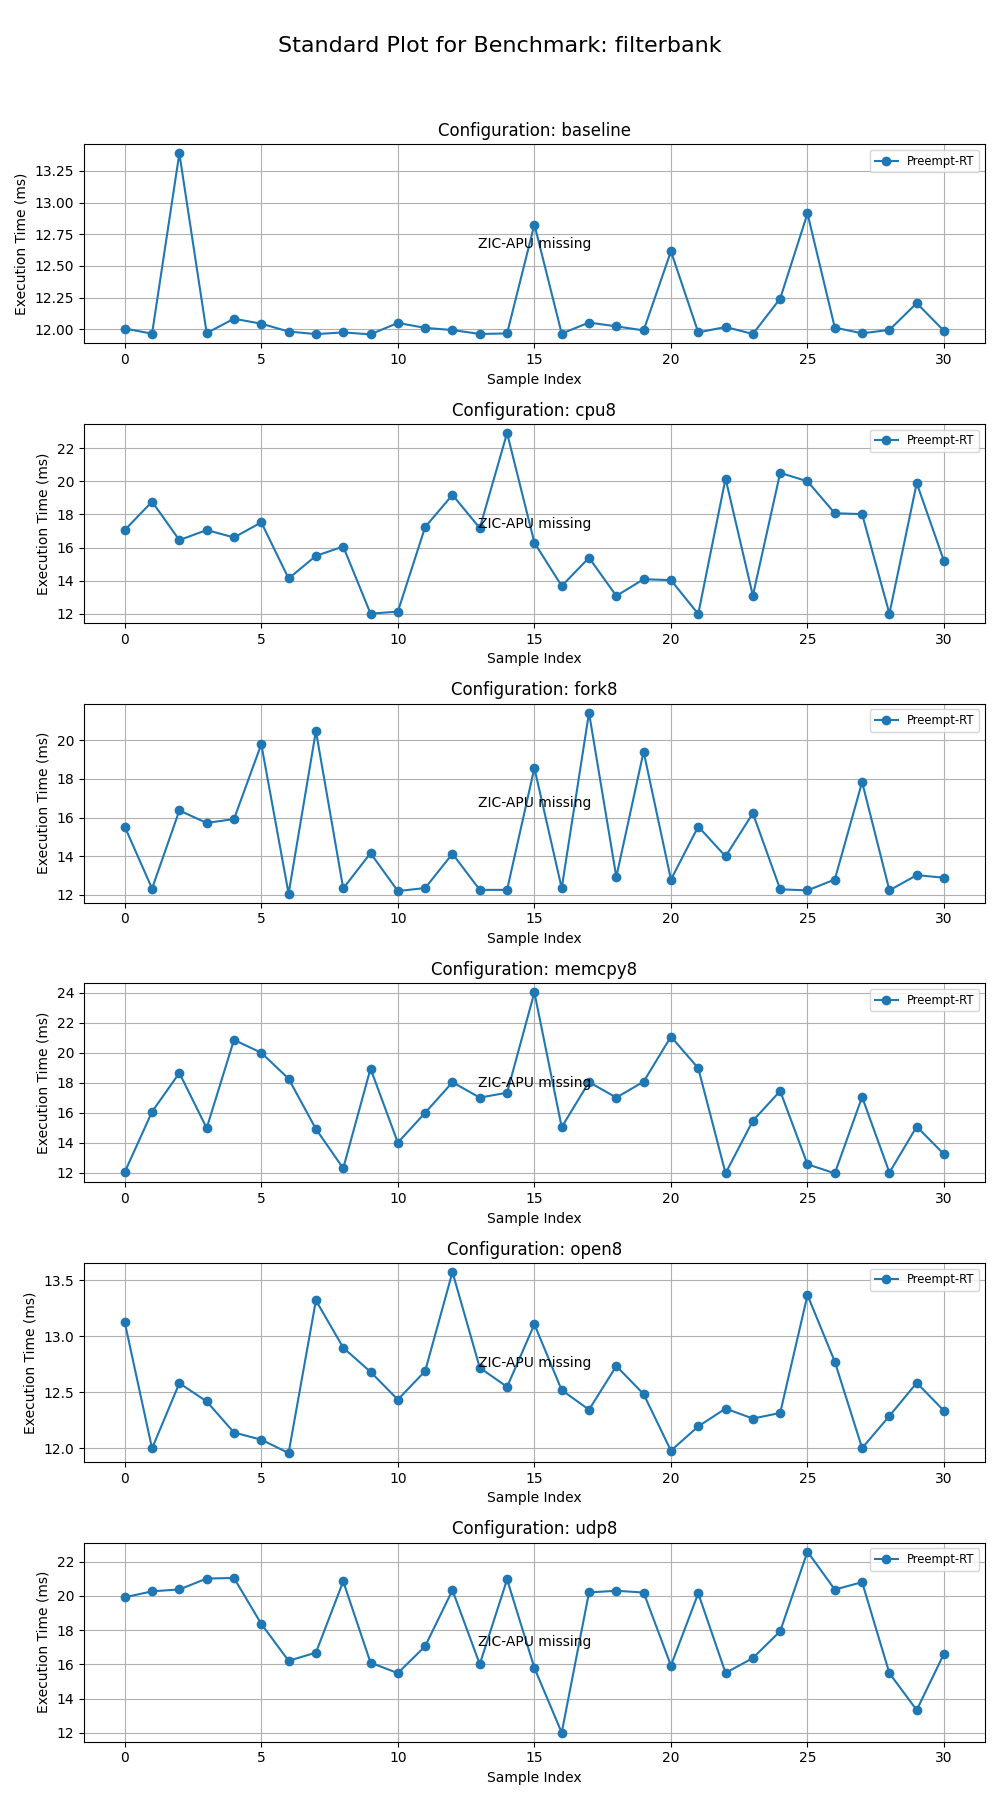 Standard Plot for Benchmark: filterbank
Configuration: baseline
Execution Time (ms)
13.25
13.00
12.75
12.50
12.25
12.00
Preempt-RT
ZIC-APU missing
0 5 10 15 20 25 30
Sample Index
Configuration: cpu8
Execution Time (ms)
22
20
18
16
14
12
Preempt-RT
ZIC-APU missing
0 5 10 15 20 25 30
Sample Index
Configuration: fork8
Execution Time (ms)
20
18
16
14
12
Preempt-RT
ZIC-APU missing
0 5 10 15 20 25 30
Sample Index
Configuration: memcpy8
Execution Time (ms)
24
22
20
18
16
14
12
Preempt-RT
ZIC-APU missing
0 5 10 15 20 25 30
Sample Index
Configuration: open8
Execution Time (ms)
13.5
13.0
12.5
12.0
Preempt-RT
ZIC-APU missing
0 5 10 15 20 25 30
Sample Index
Configuration: udp8
Execution Time (ms)
22
20
18
16
14
12
Preempt-RT
ZIC-APU missing
0 5 10 15 20 25 30
Sample Index